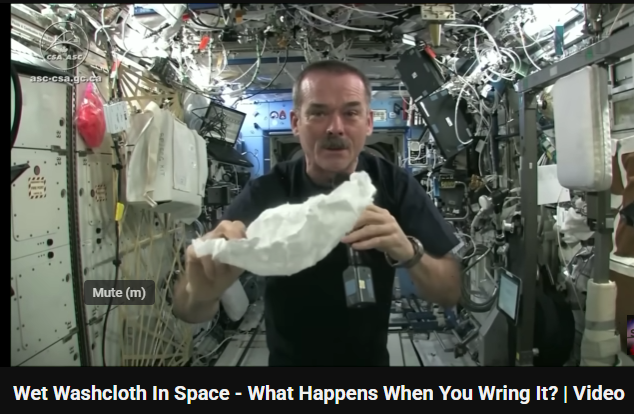 CSA ASC
asc-csa.gc.ca
Mute (m)
Wet Washcloth In Space - What Happens When You Wring It? | Video